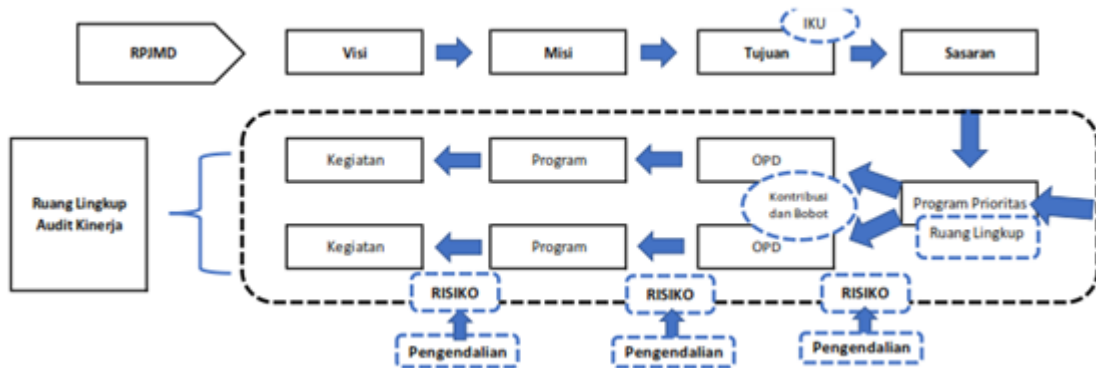 IKU
RPJMD
Visi
Misi
Tujuan
Sasaran
Ruang Lingkup
Audit Kinerja
Kegiatan
Program
OPD
Kontribusi
dan Bobot
Program Prioritas
Ruang Lingkup
Kegiatan
Program
OPD
RISIKO
RISIKO
RISIKO
Pengendalian
Pengendalian
Pengendalian